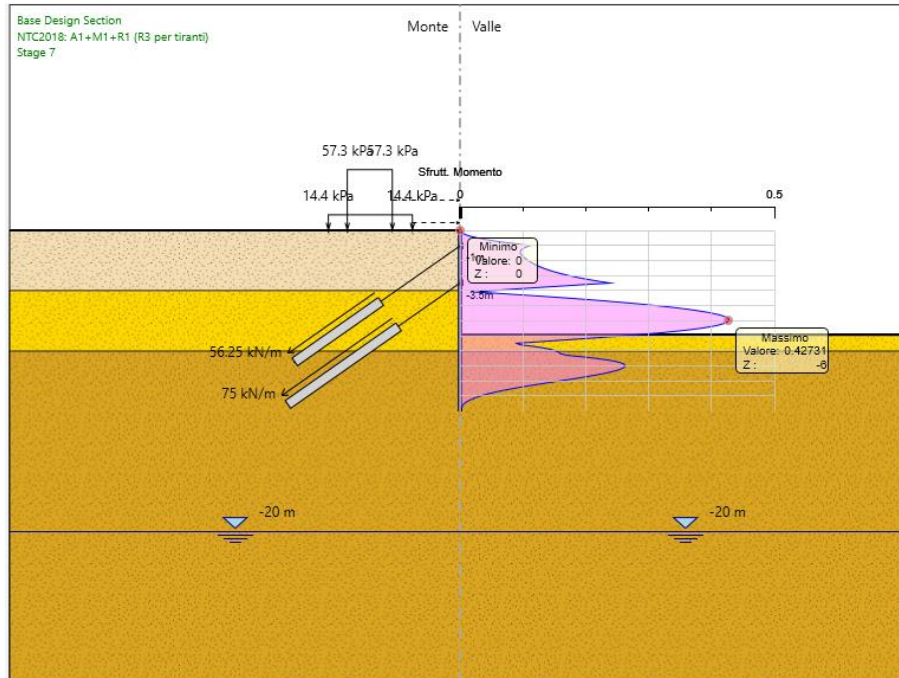 Base Design Section
NTC2018: A1+M1+R1 (R3 per tiranti)
Stage 7
Monte
Valle
57.3 kPa
57.3 kPa
Sfrutt. Momento
14.4 kPa
14.4 kPa
0
0.5
Minimo
Valore: 0
Z : 0
-1m
-3.5m
Massimo
Valore: 0.42731
Z : -6
56.25 kN/m
75 kN/m
-20 m
-20 m